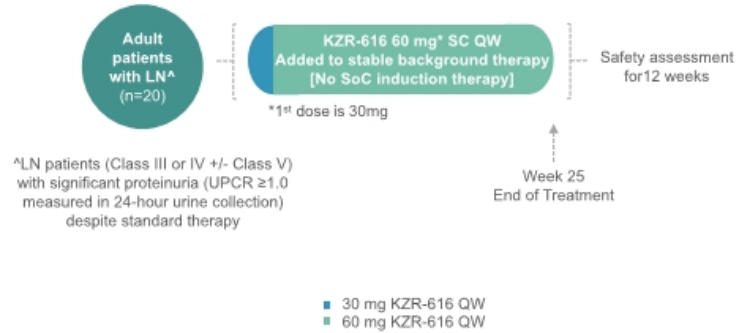 Adult
patients
with LN^
(n=20)
KZR-616 60 mg* SC QW
Added to stable background therapy
[No SoC induction therapy]
*1st dose is 30mg
Safety assessment
for12 weeks
^LN patients (Class III or IV +/- Class V)
with significant proteinuria (UPCR ≥1.0
measured in 24-hour urine collection)
despite standard therapy
Week 25
End of Treatment
30 mg KZR-616 QW
60 mg KZR-616 QW